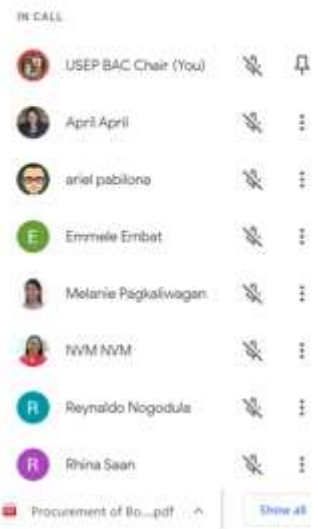 IN CALL
USEP BAC Chair (You)
April April
ariel pabilona
E Emmele Embat
Melanie Pagkaliwagan
NVM NVM
R Reynaldo Nogodula
R Rhina Saan
Procurement of Bo....pdf
Show all